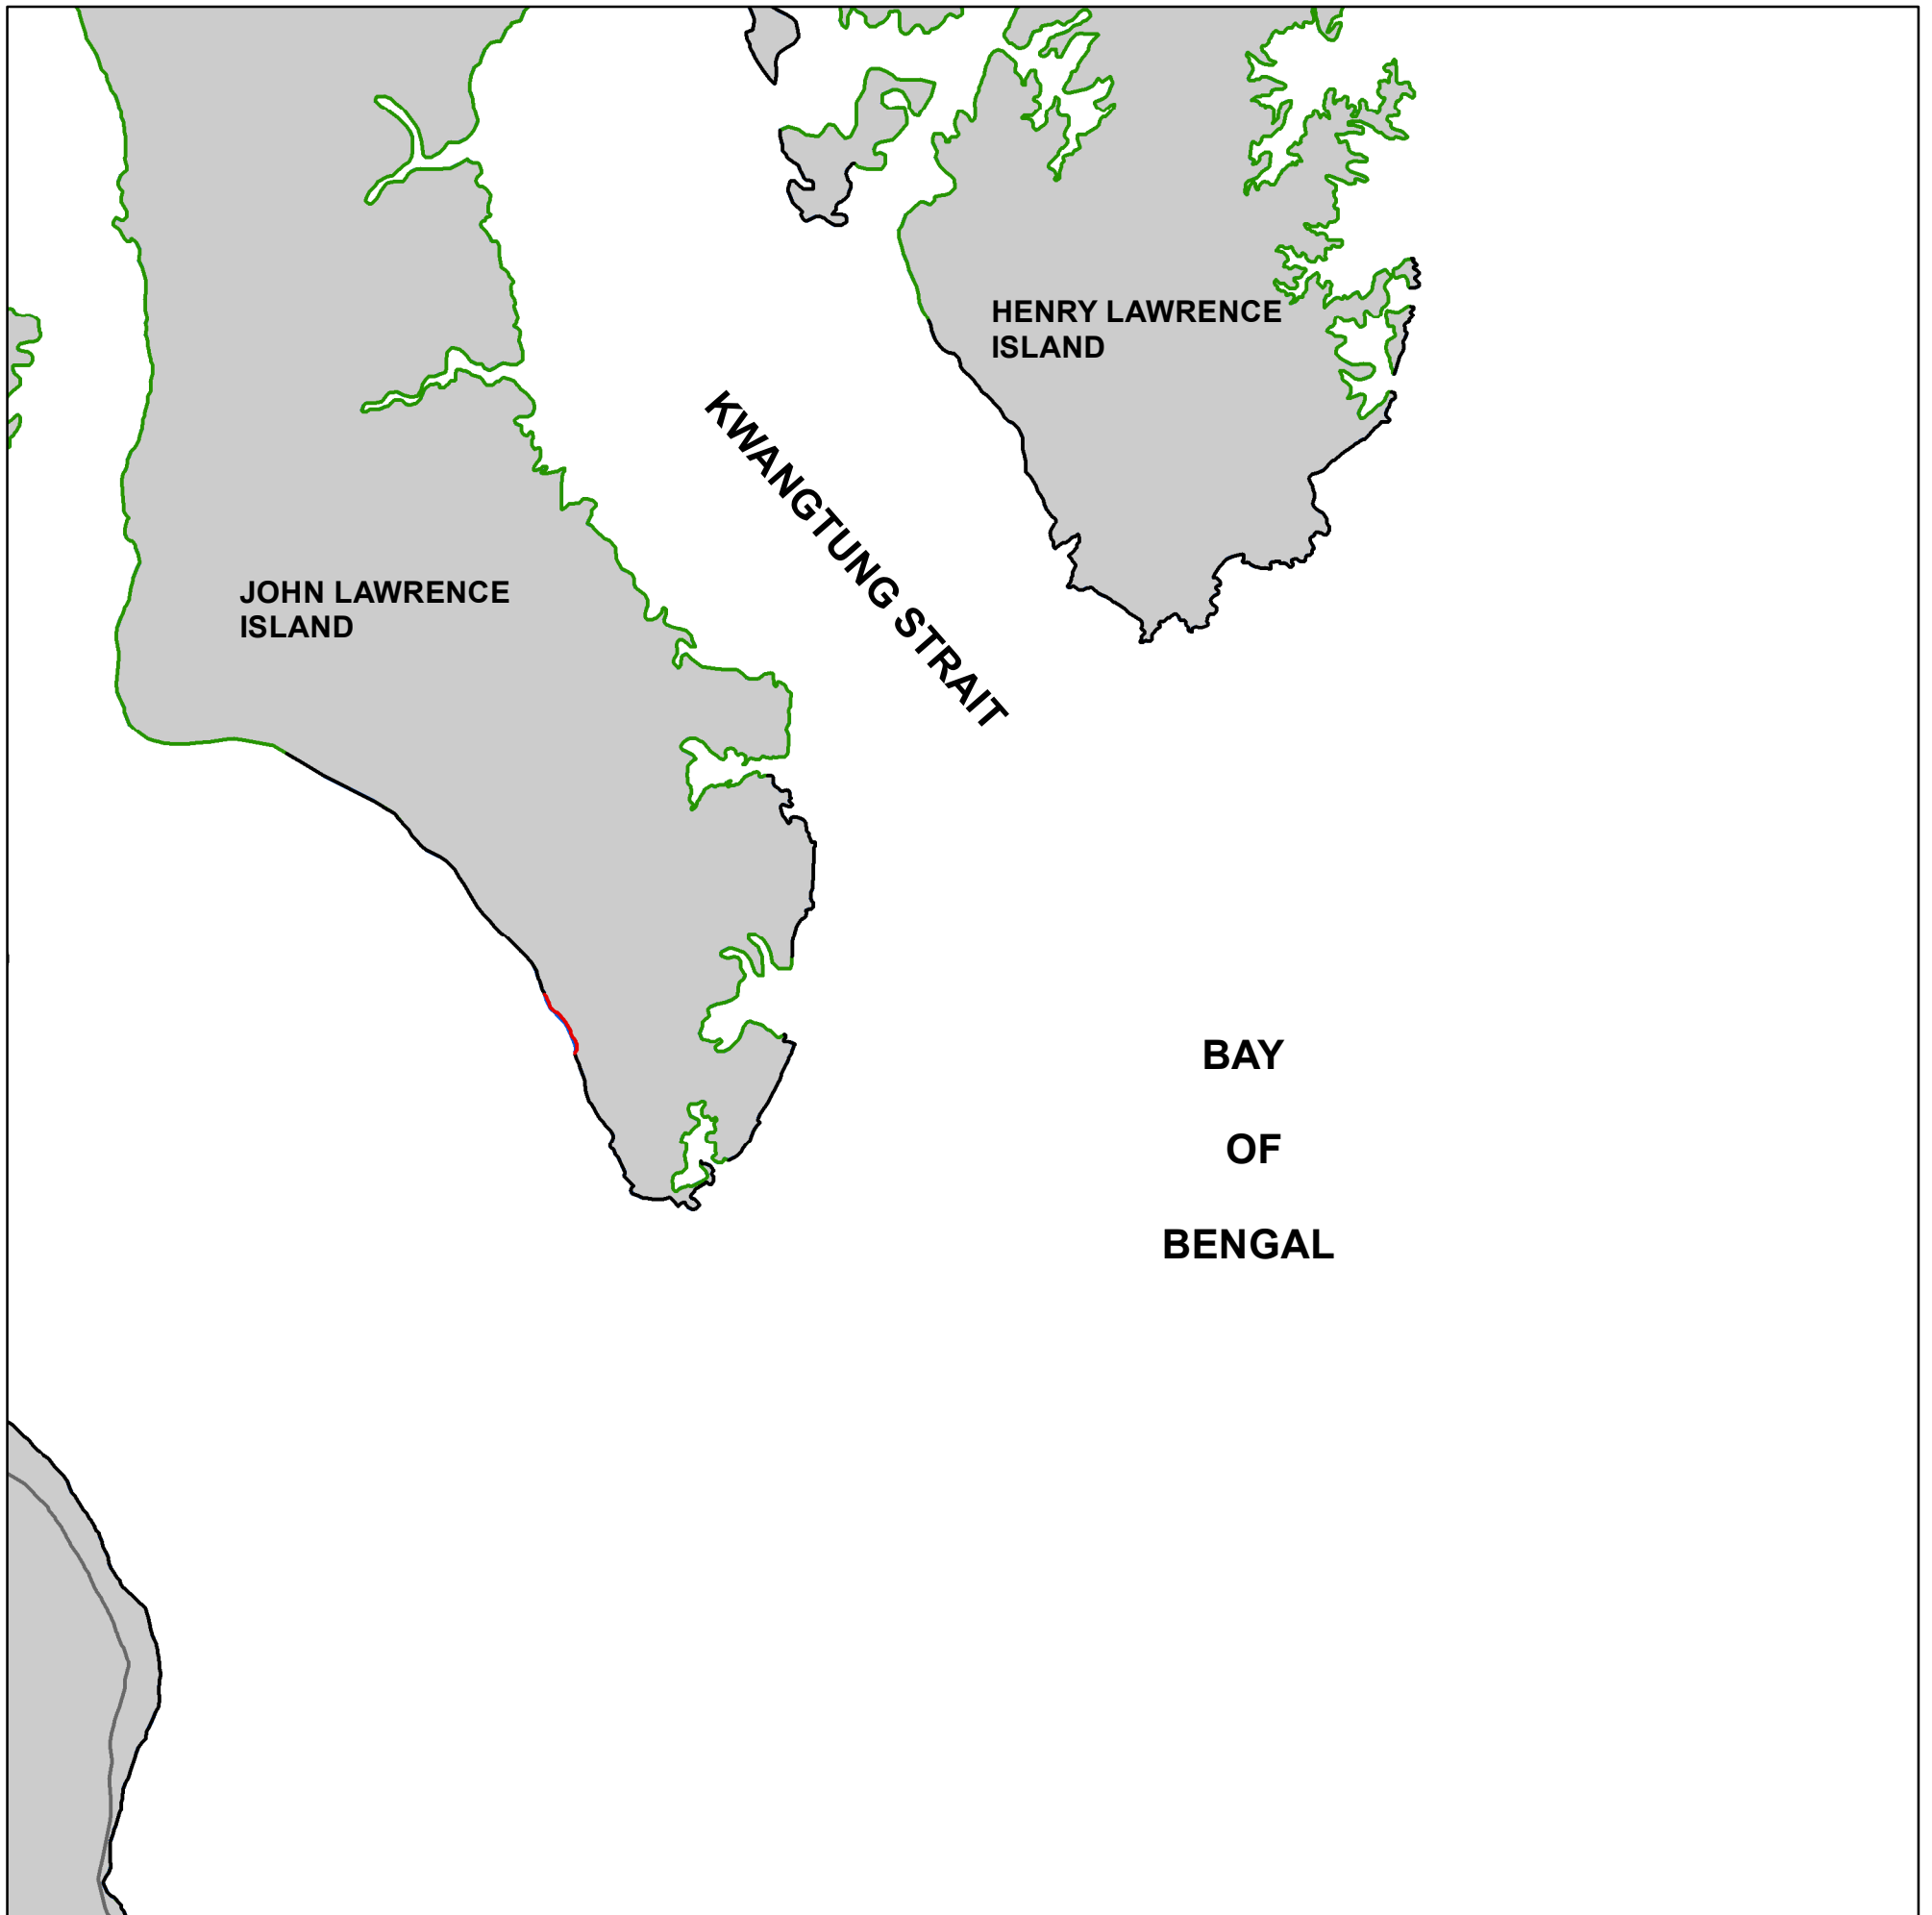 HENRY LAWRENCE
ISLAND
KWANGTUNG STRAIT
JOHN LAWRENCE
ISLAND
BAY
OF
BENGAL